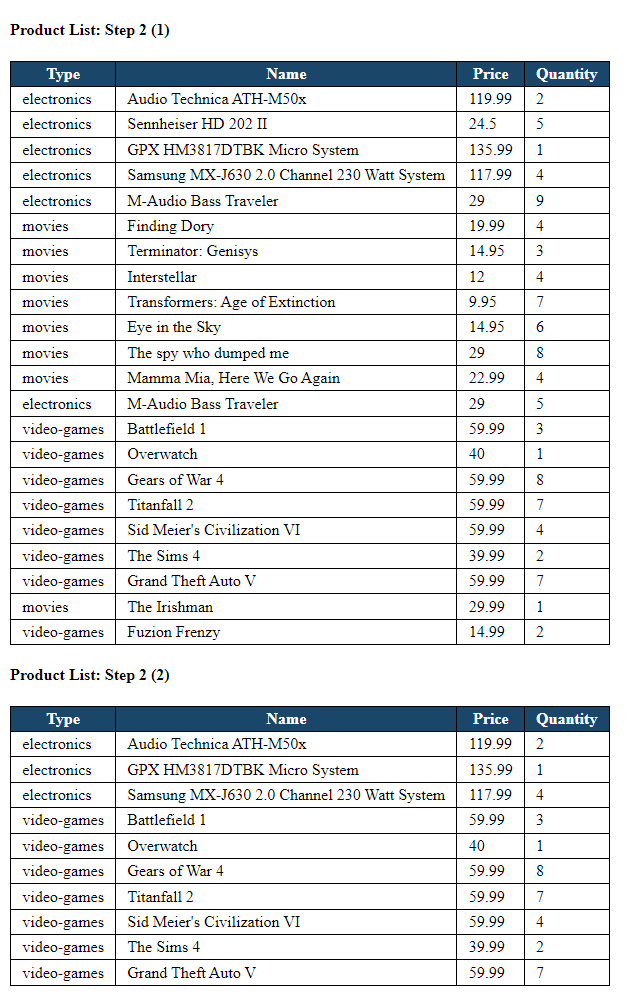 Product List: Step 2 (1)
Type Name Price Quantity
electronics Audio Technica ATH-M50x 119.99 2
electronics Sennheiser HD 202 II 24.5 5
electronics GPX HM3817DTBK Micro System 135.99 1
electronics Samsung MX-J630 2.0 Channel 230 Watt System 117.99 4
electronics M-Audio Bass Traveler 29 9
movies Finding Dory 19.99 4
movies Terminator: Genisys 14.95 3
movies Interstellar 12 4
movies Transformers: Age of Extinction 9.95 7
movies Eye in the Sky 14.95 6
movies The spy who dumped me 29 8
movies Mamma Mia, Here We Go Again 22.99 4
electronics M-Audio Bass Traveler 29 5
video-games Battlefield 1 59.99 3
video-games Overwatch 40 1
video-games Gears of War 4 59.99 8
video-games Titanfall 2 59.99 7
video-games Sid Meier's Civilization VI 59.99 4
video-games The Sims 4 39.99 2
video-games Grand Theft Auto V 59.99 7
movies The Irishman 29.99 1
video-games Fuzion Frenzy 14.99 2
Product List: Step 2 (2)
Type Name Price Quantity
electronics Audio Technica ATH-M50x 119.99 2
electronics GPX HM3817DTBK Micro System 135.99 1
electronics Samsung MX-J630 2.0 Channel 230 Watt System 117.99 4
video-games Battlefield 1 59.99 3
video-games Overwatch 40 1
video-games Gears of War 4 59.99 8
video-games Titanfall 2 59.99 7
video-games Sid Meier's Civilization VI 59.99 4
video-games The Sims 4 39.99 2
video-games Grand Theft Auto V 59.99 7